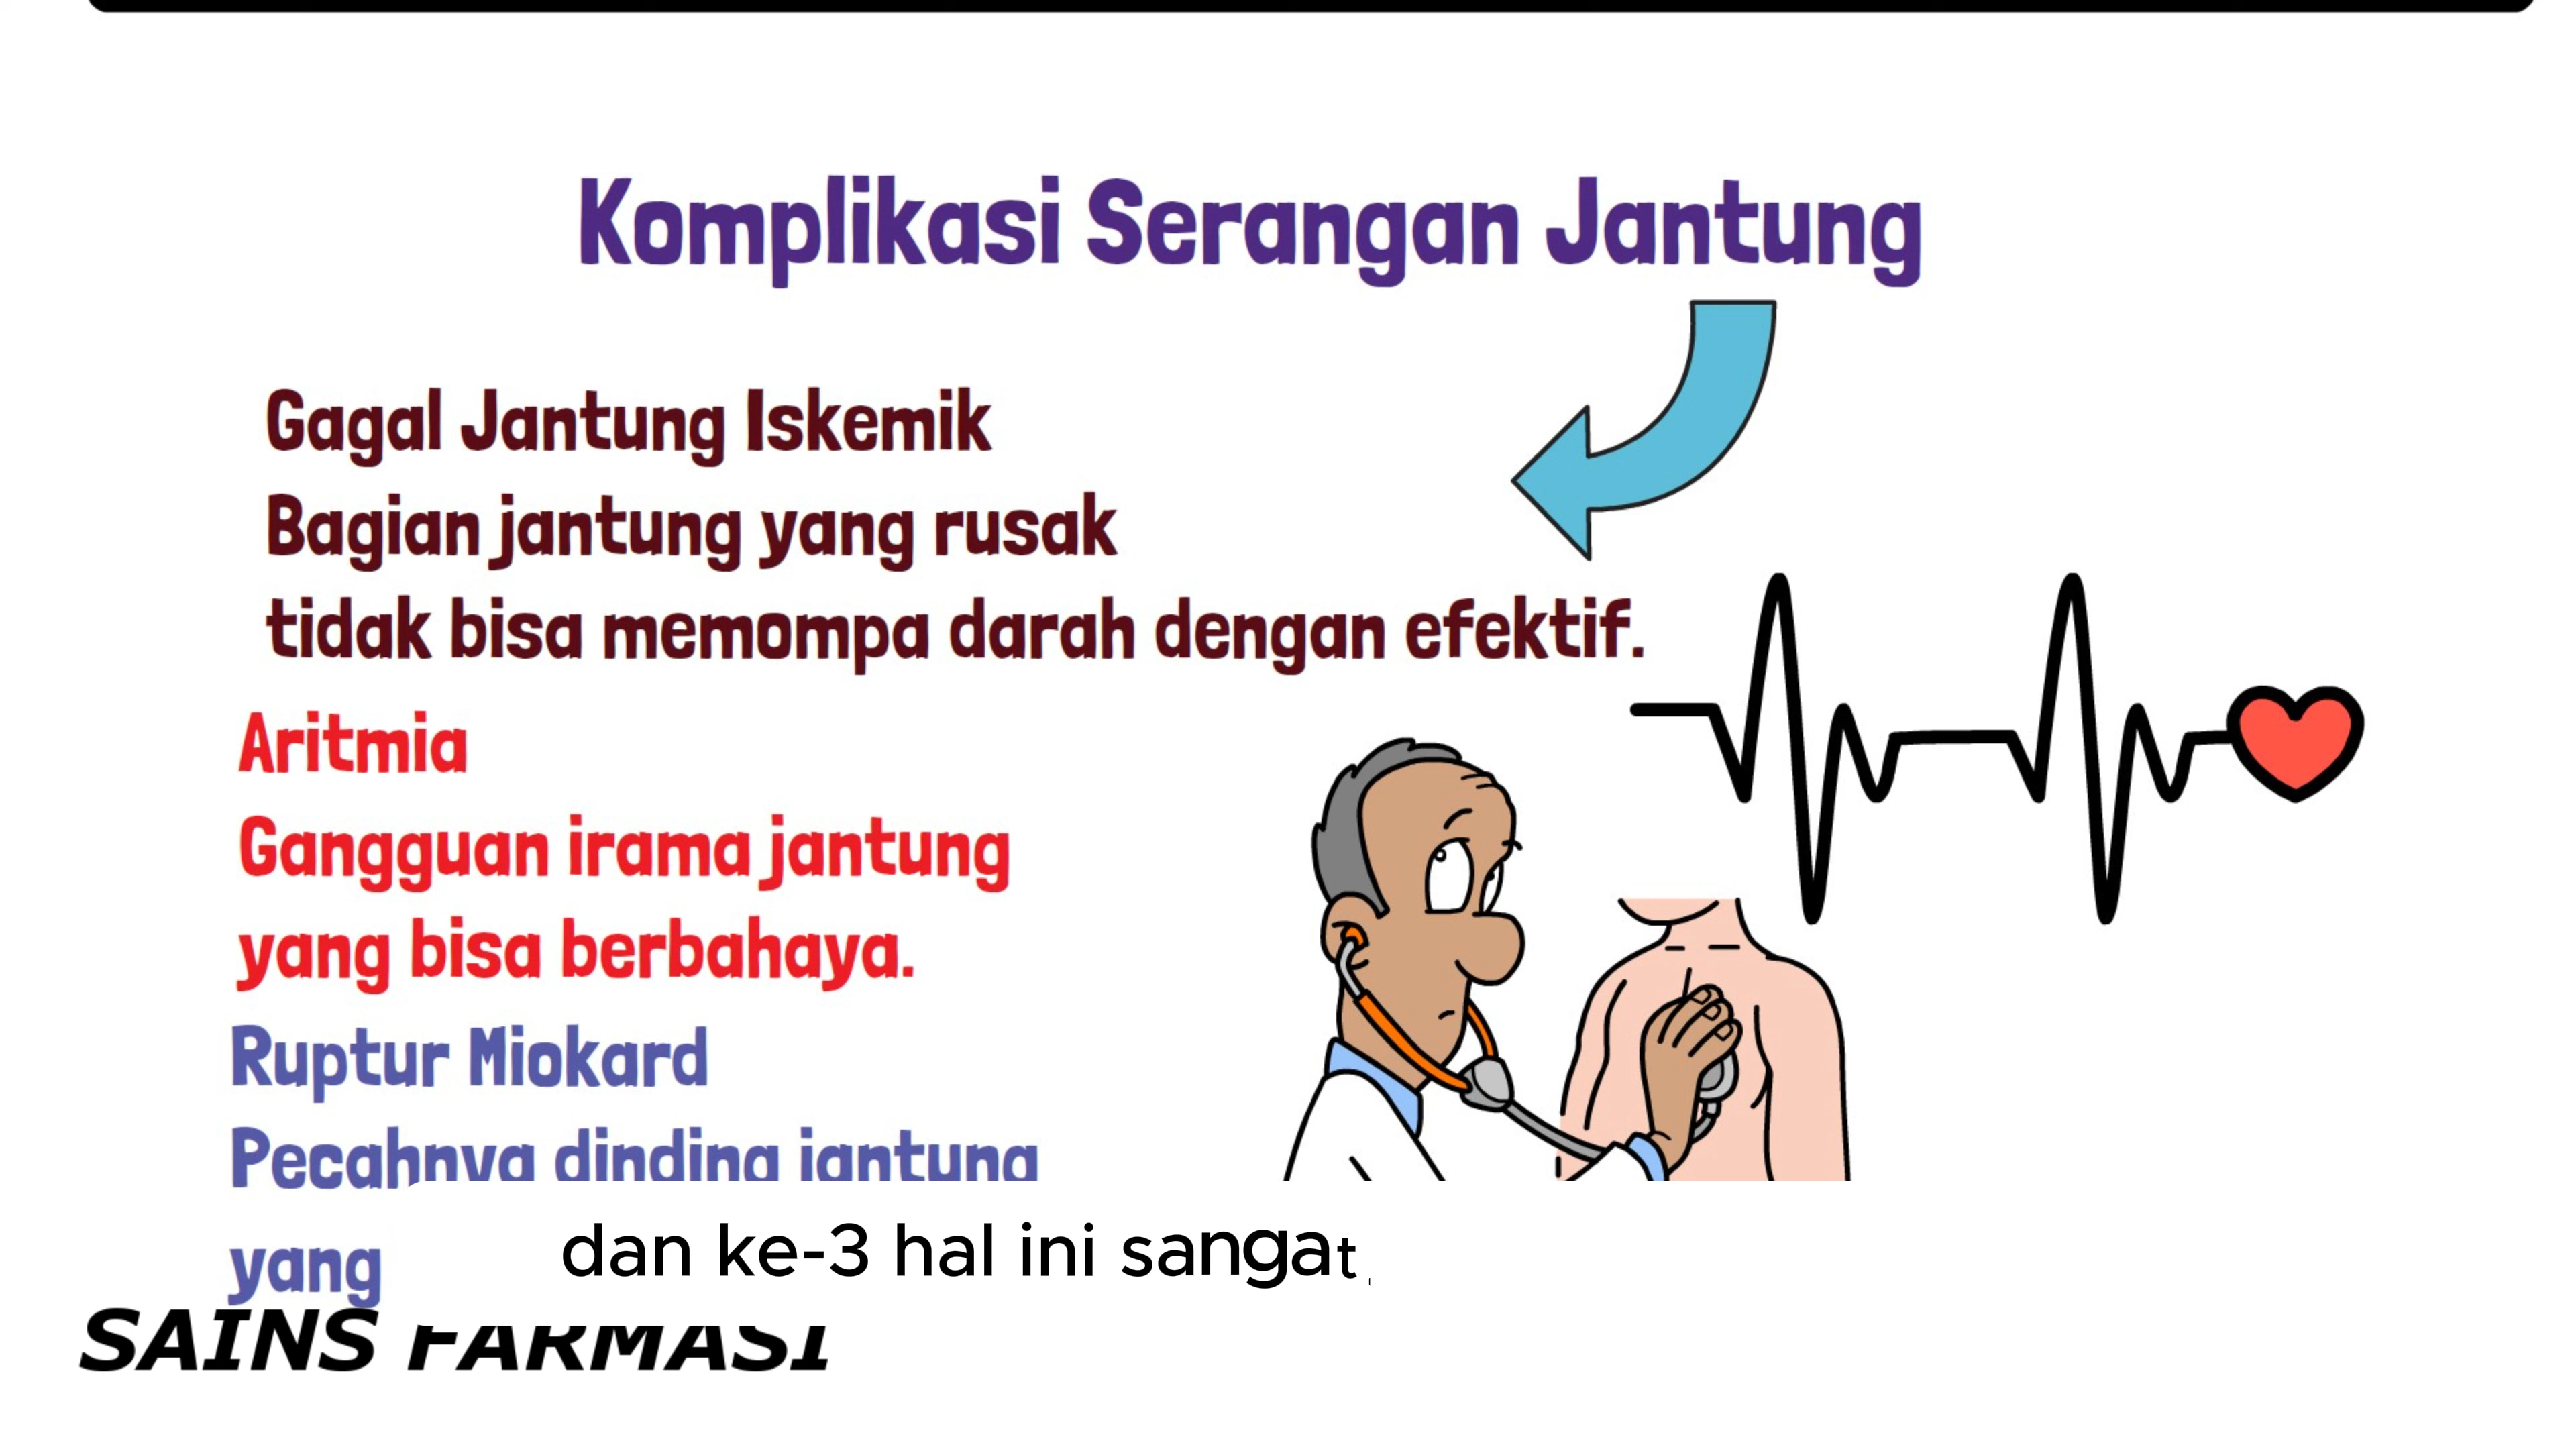 Komplikasi Serangan Jantung
Gagal Jantung Iskemik
Bagian jantung yang rusak
tidak bisa memompa darah dengan efektif.
Aritmia
Gangguan irama jantung
yang bisa berbahaya.
Ruptur Miokard
Pecahnya dinding jantung
yang
dan ke-3 hal ini sangat
SAINS FARMASI